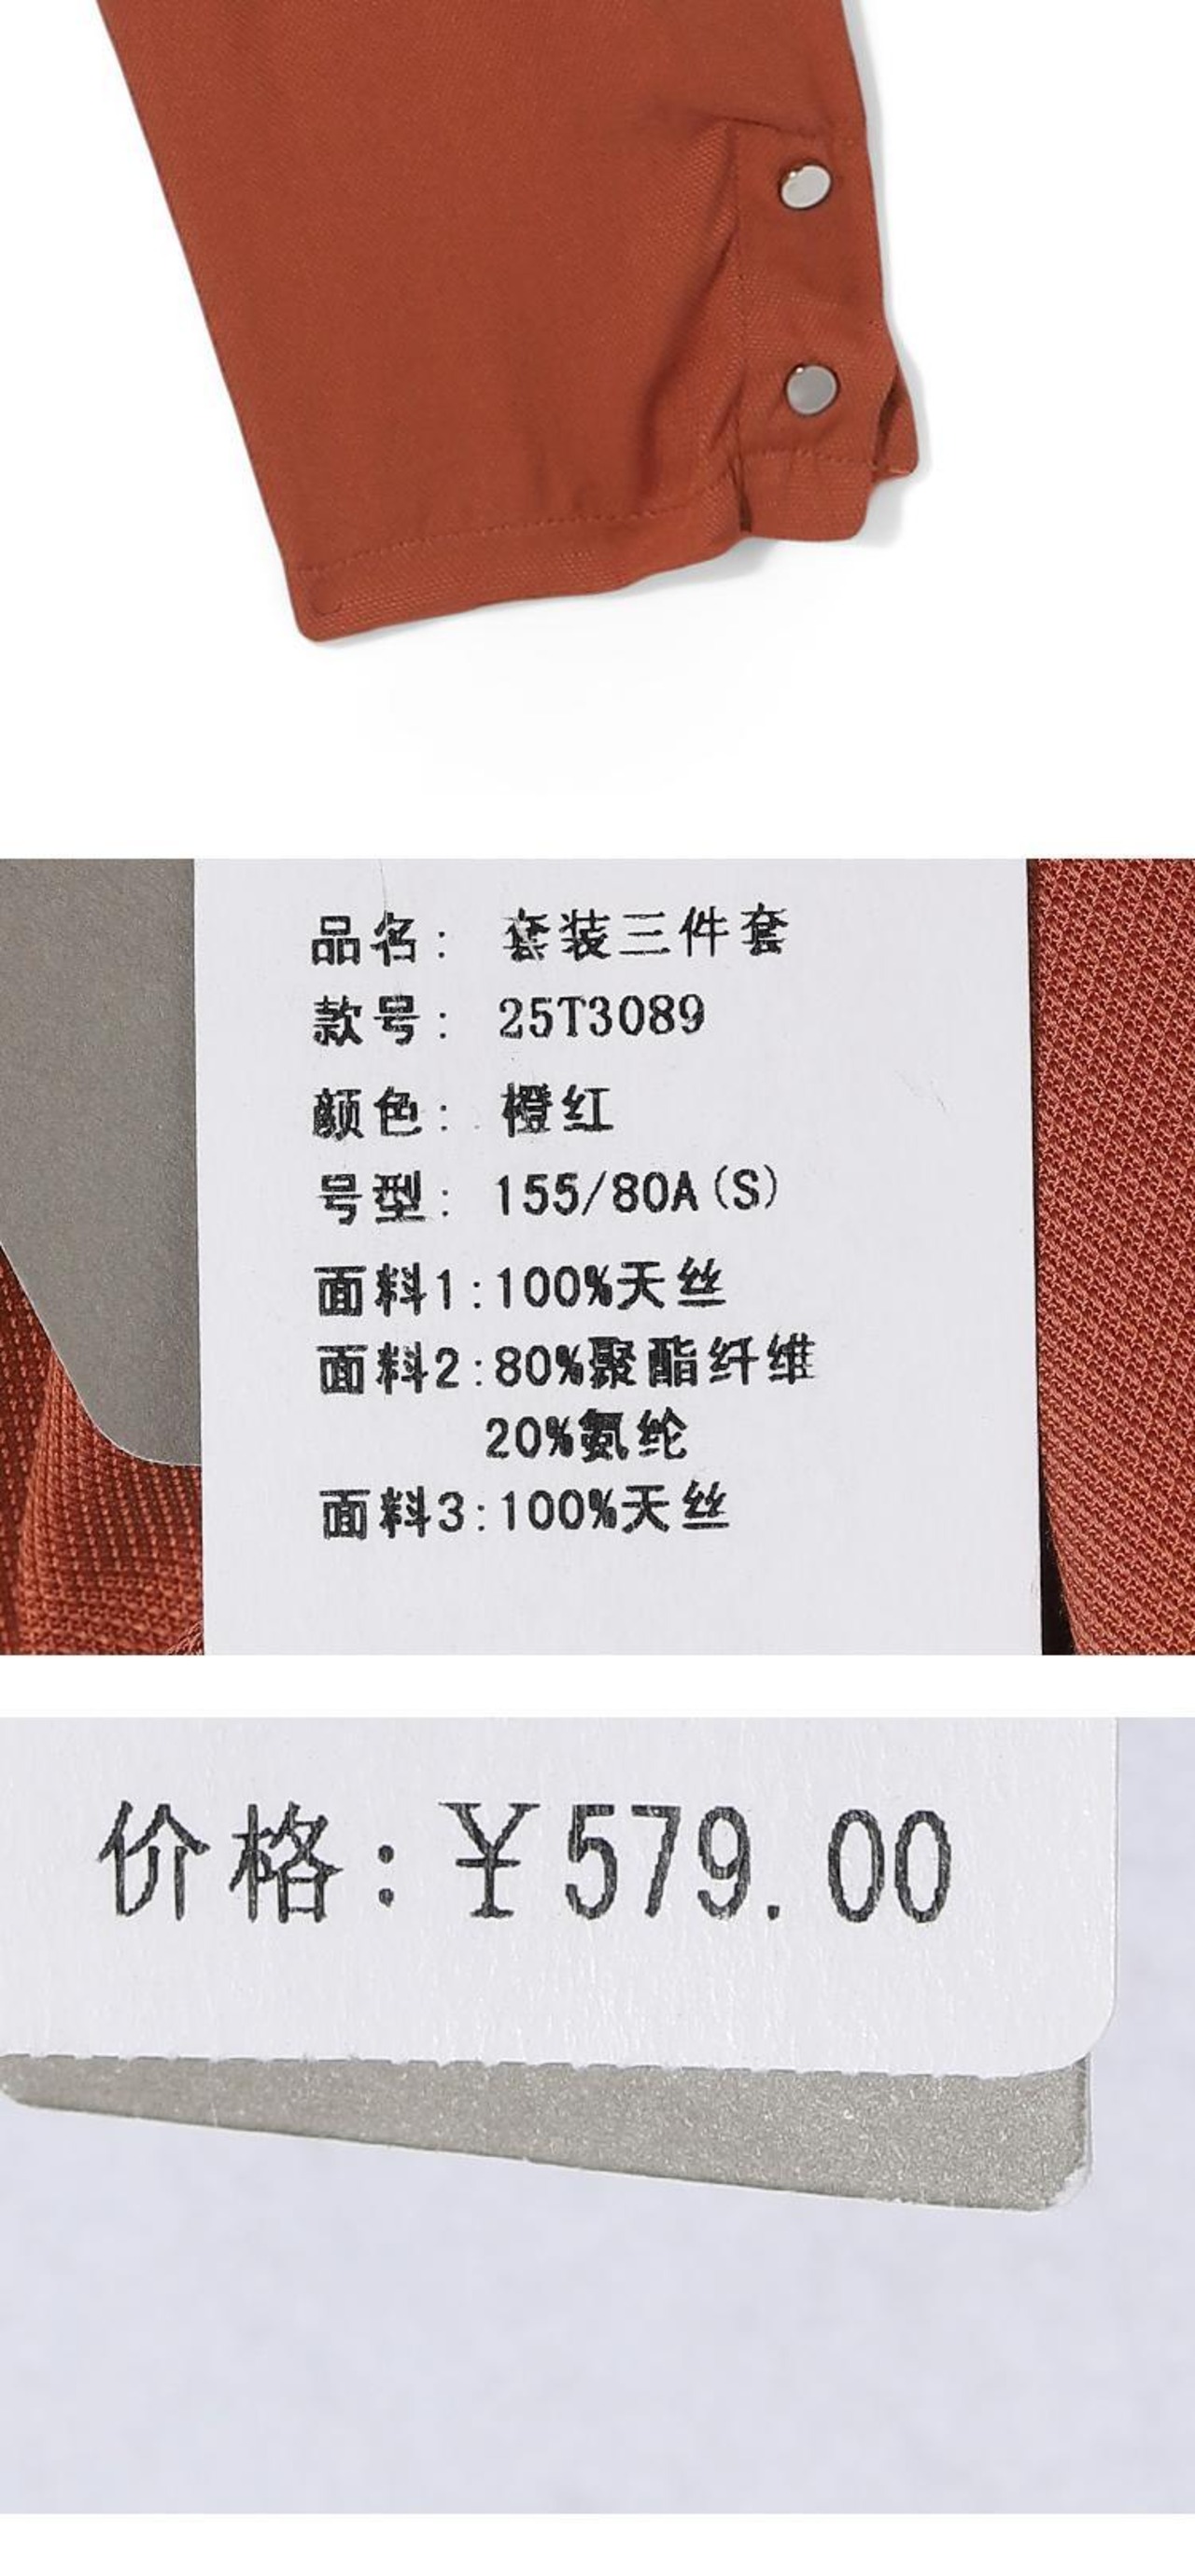 品名: 套装三件套
款号: 25T3089
颜色: 橙红
号型: 155/80A(S)
面料1:100%天丝
面料2:80%聚酯纤维
20%氨纶
面料3:100%天丝
价格:¥579.00